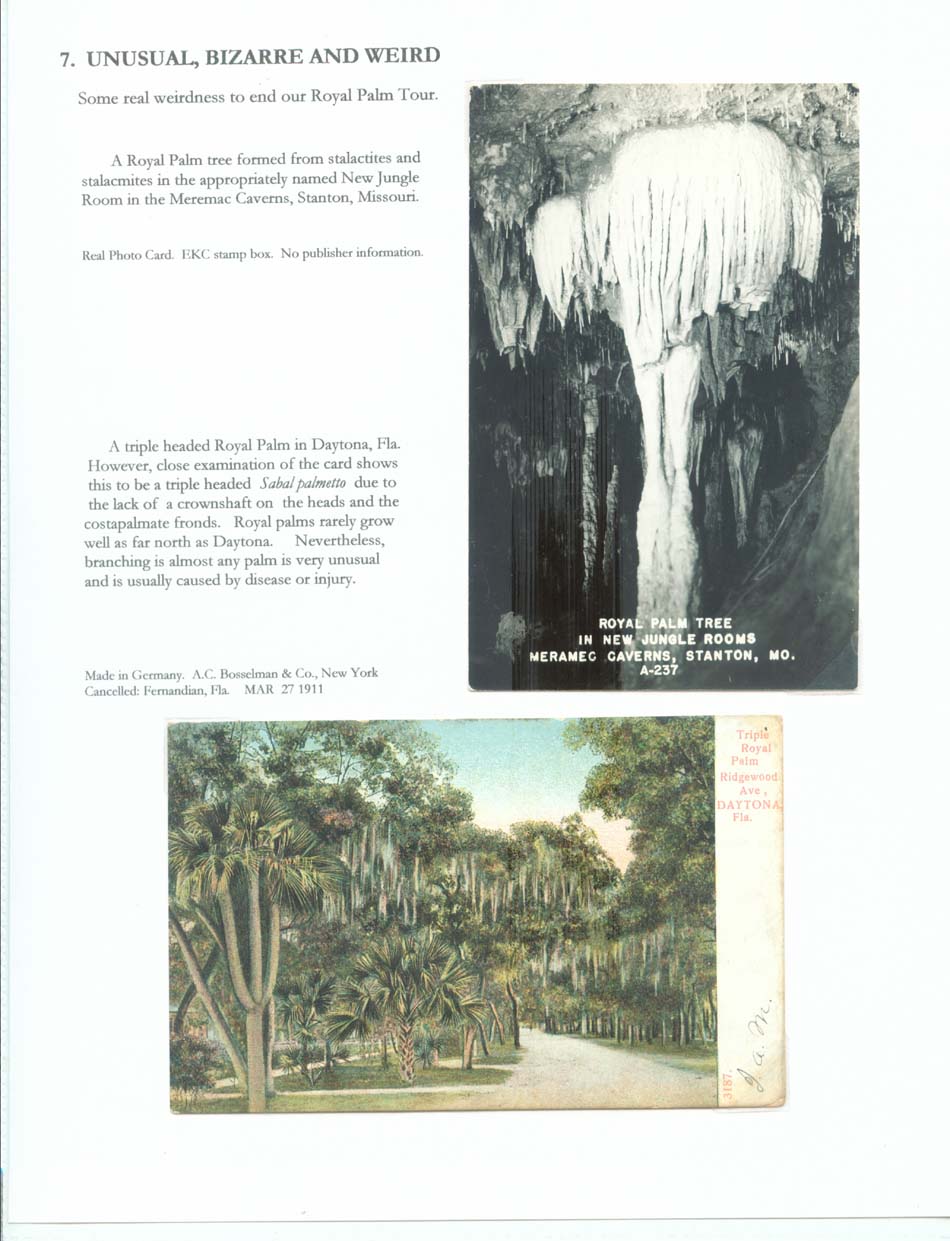 7. UNUSUAL, BIZARRE AND WEIRD
Some real weirdness to end our Royal Palm Tour.
A Royal Palm tree formed from stalactites and
stalacmites in the appropriately named New Jungle
Room in the Meremac Caverns, Stanton, Missouri.
Real Photo Card. EKC stamp box. No publisher information.
ROYAL PALM TREE
IN NEW JUNGLE ROOMS
MERAMEC CAVERNS, STANTON, MO.
A-237
A triple headed Royal Palm in Daytona, Fla.
However, close examination of the card shows
this to be a triple headed Sabal palmetto due to
the lack of a crownshaft on the heads and the
costapalmate fronds. Royal palms rarely grow
well as far north as Daytona. Nevertheless,
branching is almost any palm is very unusual
and is usually caused by disease or injury.
Made in Germany. A.C. Bosselman & Co., New York
Cancelled: Fernandian, Fla. MAR 27 1911
Triple
Royal
Palm
Ridgewood
Ave,
DAYTONA
Fla.
3187.
J. a. M.